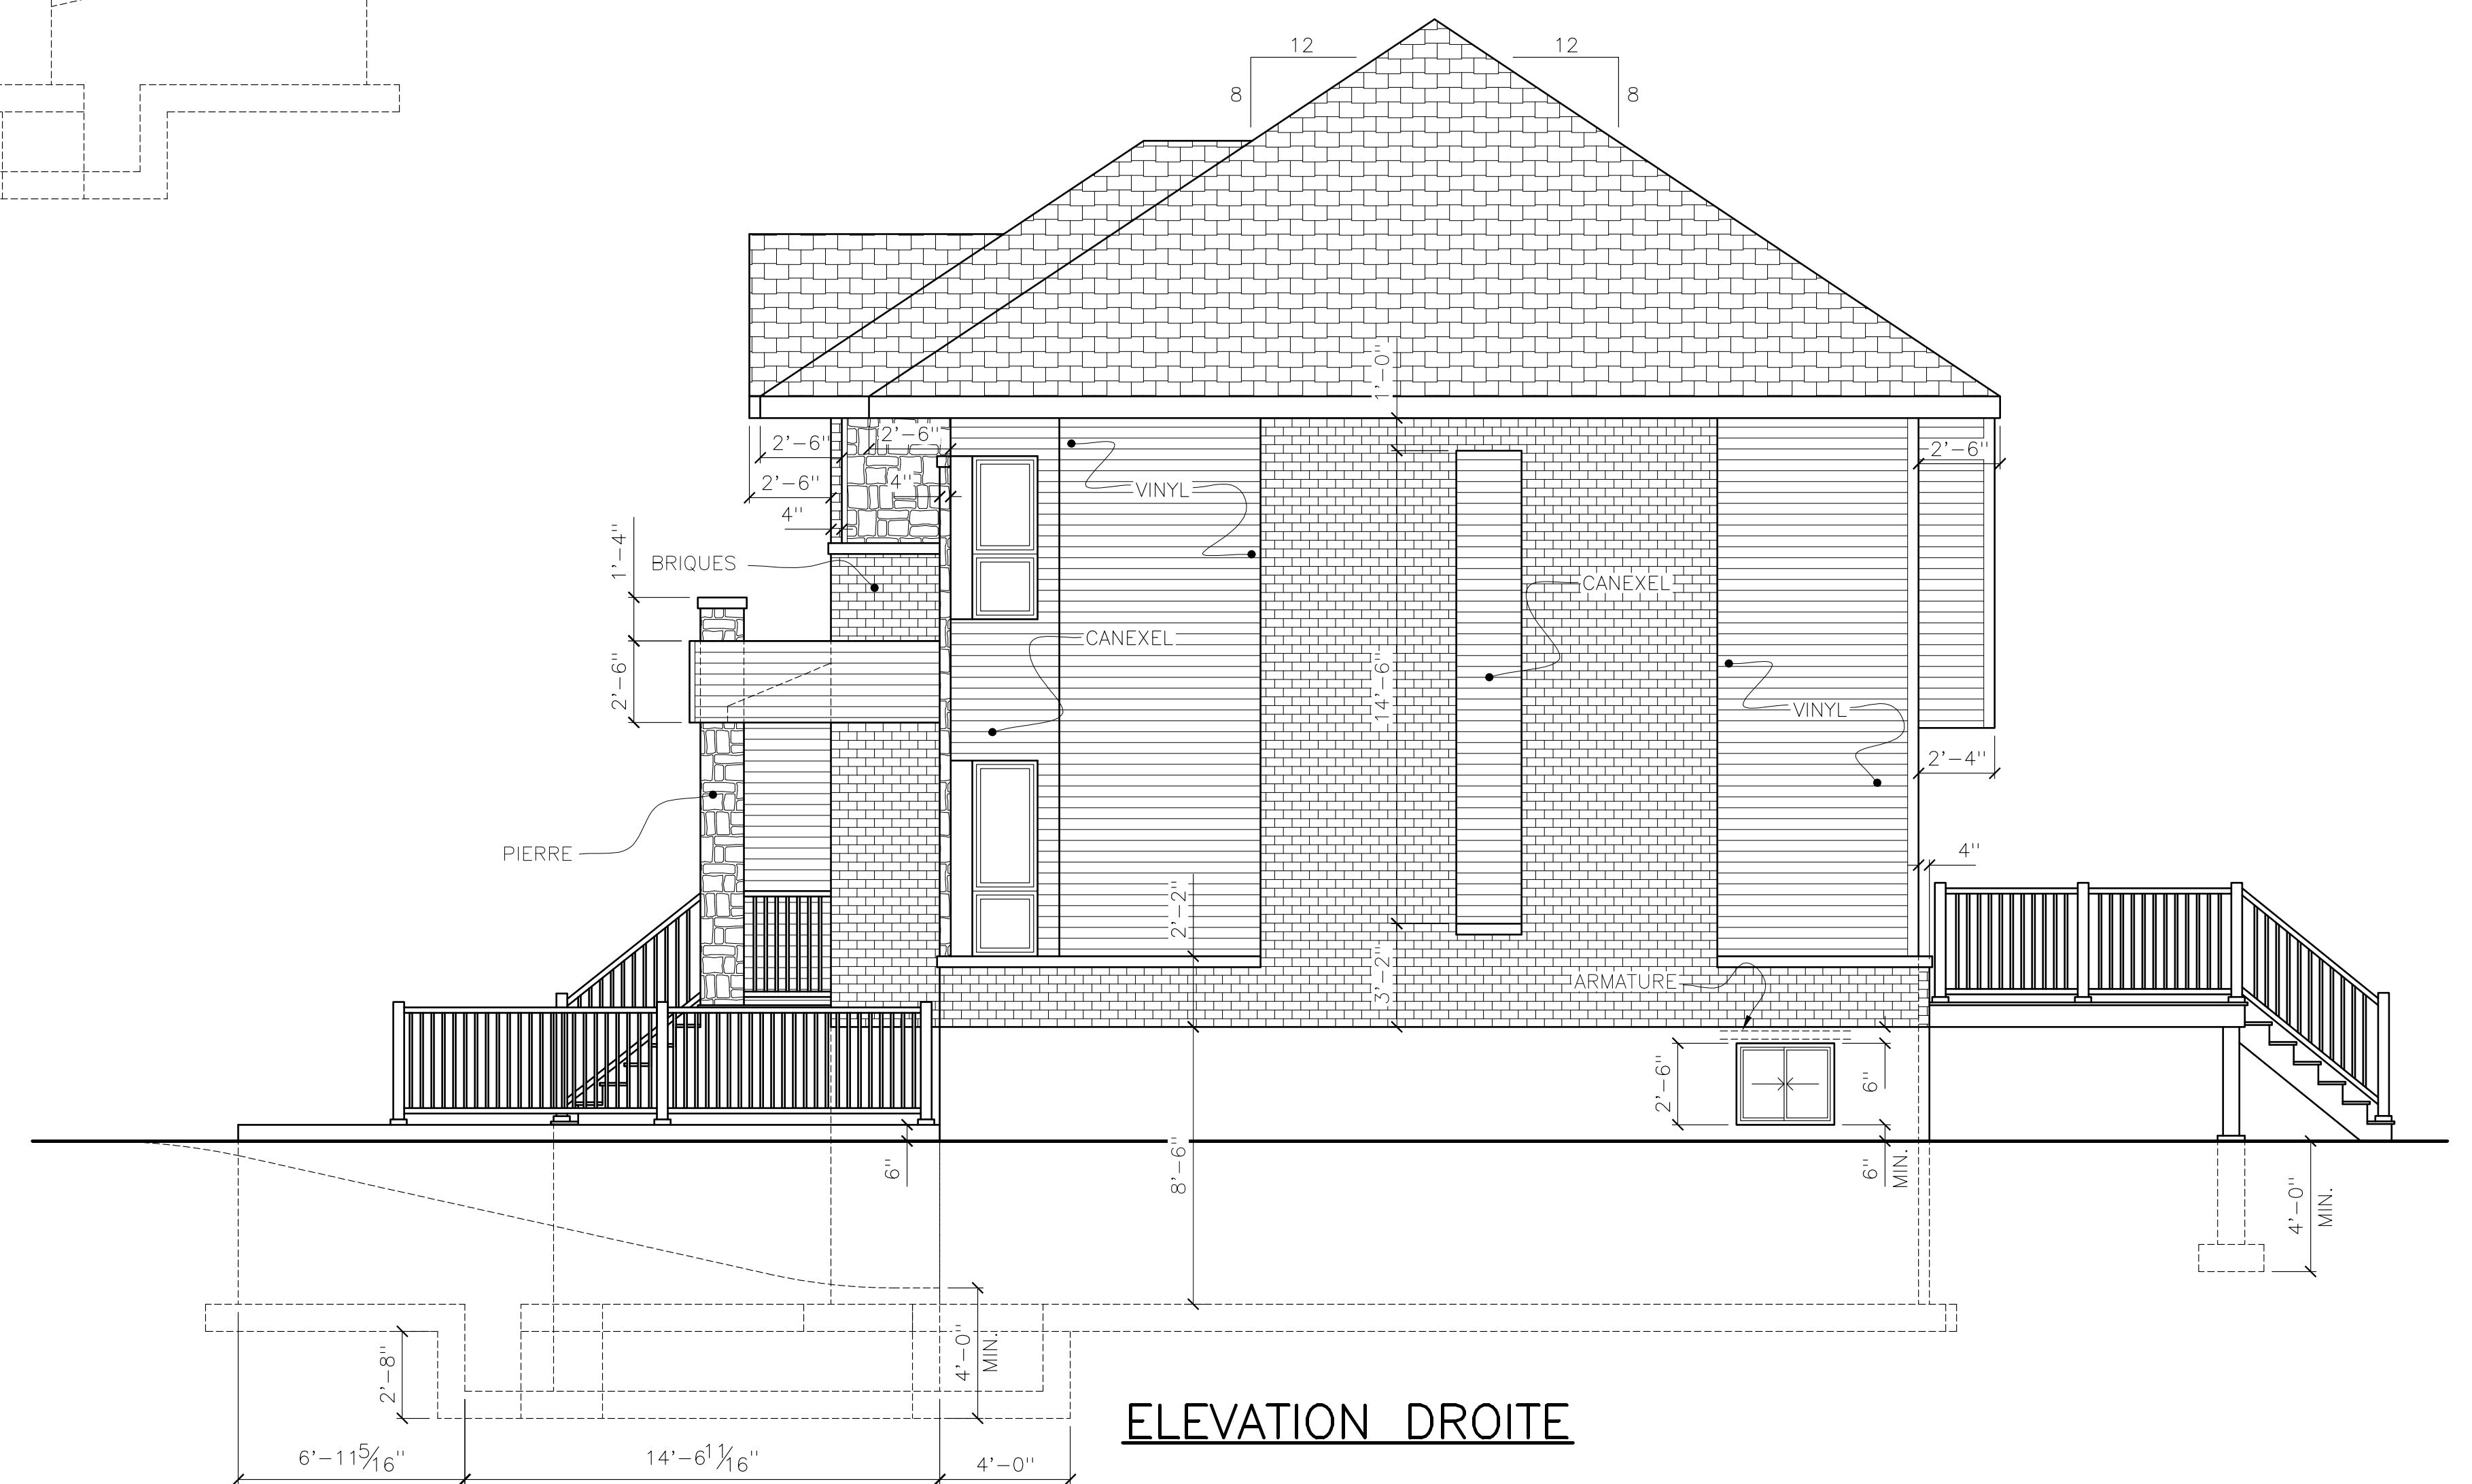 12
12
8
8
1'-0"
2'-6"
2'-6"
2'-6"
2'-6"
4"
4"
VINYL
1'-4"
BRIQUES
CANEXEL
CANEXEL
2'-6"
14'-6"
VINYL
2'-4"
PIERRE
4"
2'-2"
3'-2"
ARMATURE
2'-6"
6"
6"
8'-6"
6"
MIN.
4'-0"
MIN.
2'-8"
4'-0"
MIN.
ELEVATION DROITE
6'-11 5/16"
14'-6 11/16"
4'-0"